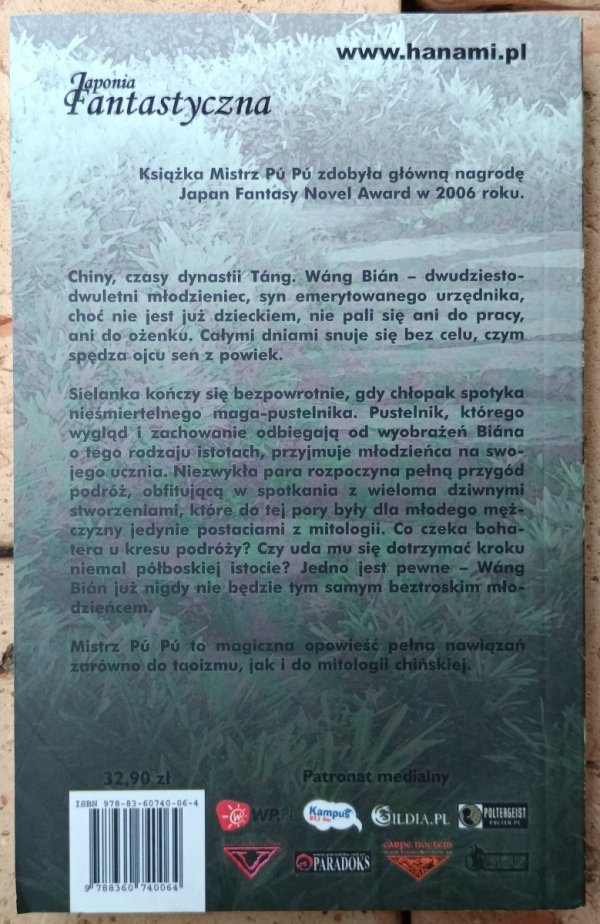 www.hanami.pl
Japonia
Fantastyczna
Książka Mistrz Pú Pú zdobyła główną nagrodę
Japan Fantasy Novel Award w 2006 roku.
Chiny, czasy dynastii Táng. Wáng Bián – dwudziesto-
dwuletni młodzieniec, syn emerytowanego urzędnika,
choć nie jest już dzieckiem, nie pali się ani do pracy,
ani do ożenku. Całymi dniami snuje się bez celu, czym
spędza ojcu sen z powiek.
Sielanka kończy się bezpowrotnie, gdy chłopak spotyka
nieśmiertelnego maga-pustelnika. Pustelnik, którego
wygląd i zachowanie odbiegają od wyobrażeń Biána
o tego rodzaju istotach, przyjmuje młodzieńca na swo-
jego ucznia. Niezwykła para rozpoczyna pełną przygód
podróż, obfitującą w spotkania z wieloma dziwnymi
stworzeniami, które do tej pory były dla młodego męż-
czyzny jedynie postaciami z mitologii. Co czeka boha-
tera u kresu podróży? Czy uda mu się dotrzymać kroku
niemal półboskiej istocie? Jedno jest pewne – Wáng
Bián już nigdy nie będzie tym samym beztroskim mło-
dzieńcem.
Mistrz Pú Pú to magiczna opowieść pełna nawiązań
zarówno do taoizmu, jak i do mitologii chińskiej.
32,90 zł
Patronat medialny
ISBN 978-83-60740-06-4
9 788360 740064
WP.PL
Kampus
97,1 fm
GILDIA.PL
POLTERGEIST
POLTER.PL
PARADOKS
CARPE NOCTEM